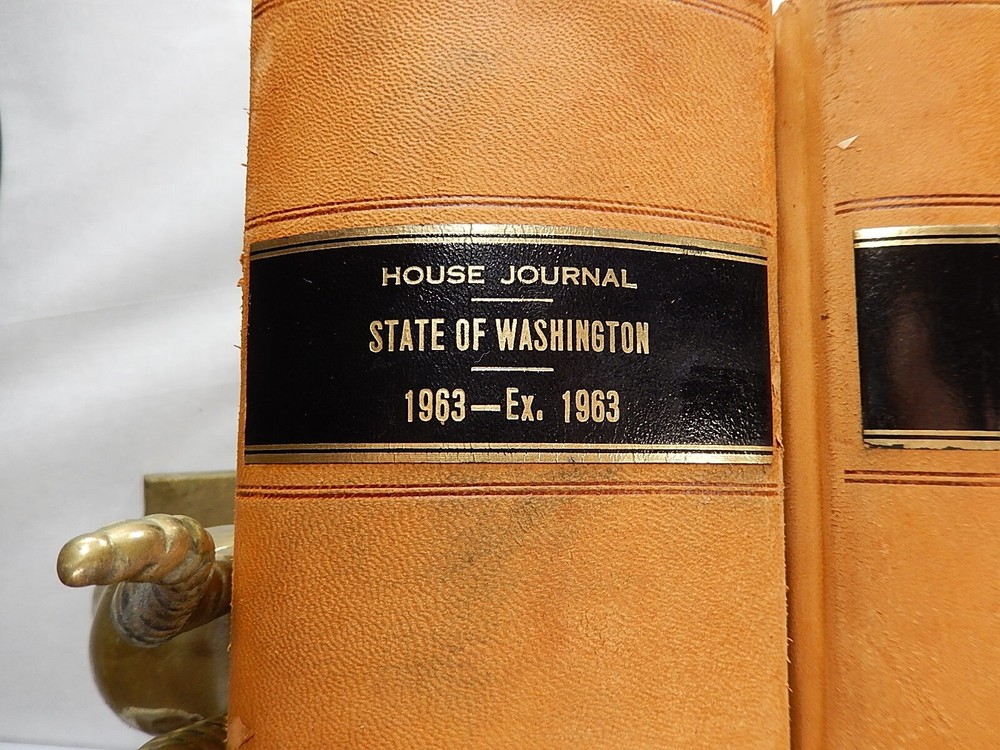 HOUSE JOURNAL
STATE OF WASHINGTON
1963—Ex. 1963